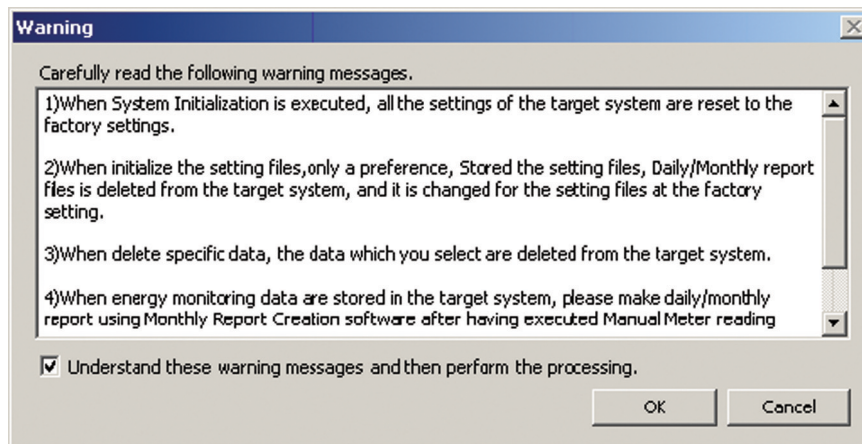 Warning
Carefully read the following warning messages.
1)When System Initialization is executed, all the settings of the target system are reset to the
factory settings.
2)When initialize the setting files,only a preference, Stored the setting files, Daily/Monthly report
files is deleted from the target system, and it is changed for the setting files at the factory
setting.
3)When delete specific data, the data which you select are deleted from the target system.
4)When energy monitoring data are stored in the target system, please make daily/monthly
report using Monthly Report Creation software after having executed Manual Meter reading
Understand these warning messages and then perform the processing.
OK
Cancel